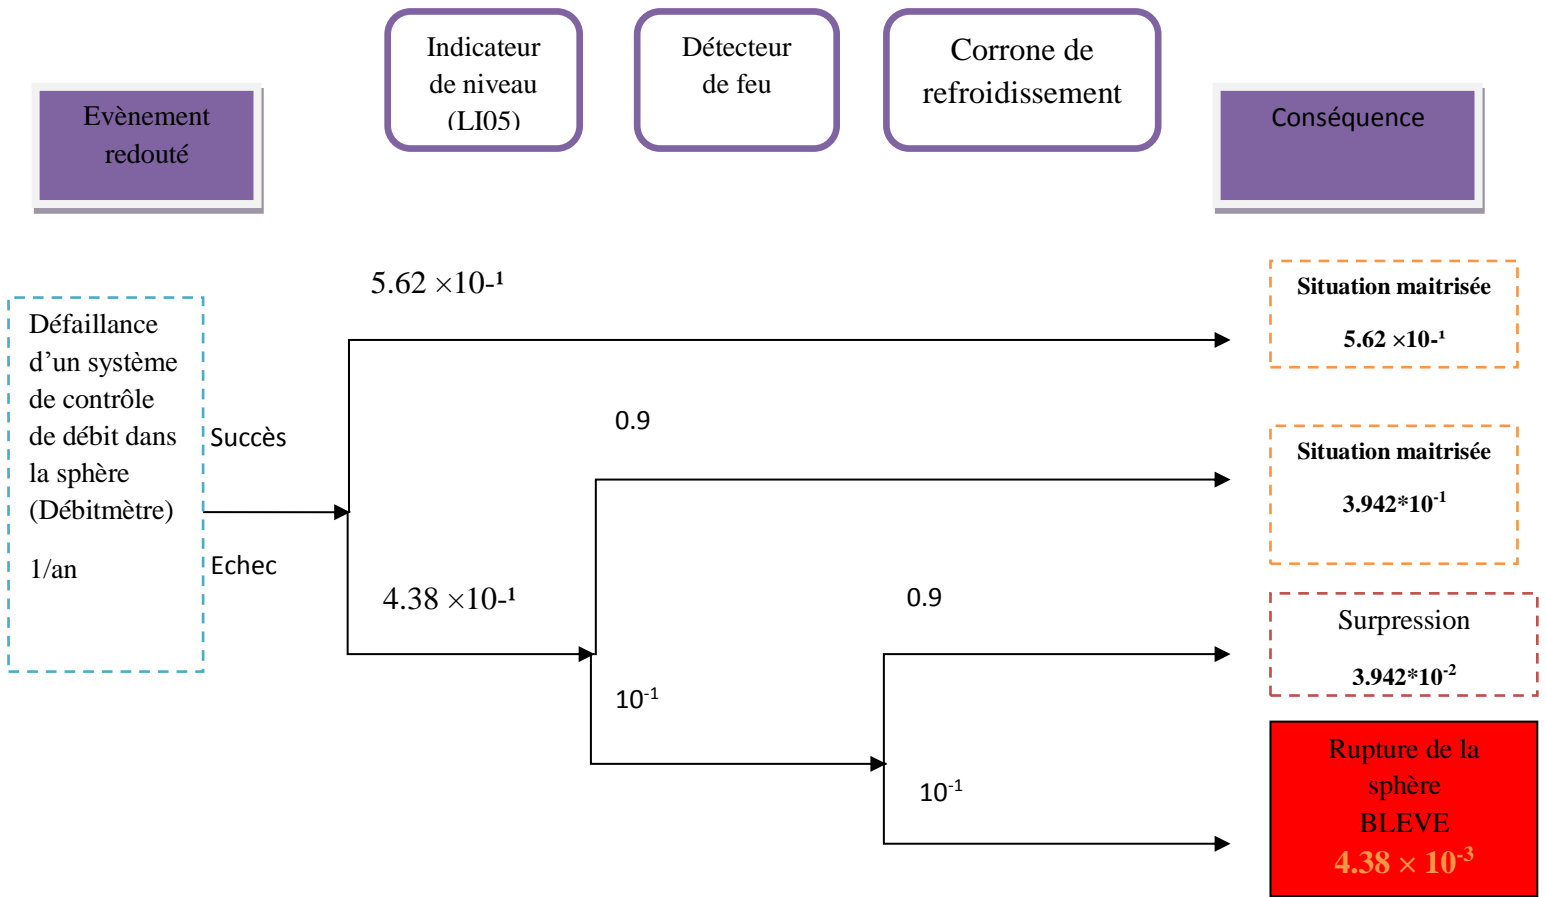 Indicateur
de niveau
(LI05)
Détecteur
de feu
Corrone de
refroidissement
Evènement
redouté
Conséquence
5.62 ×10-¹
Situation maitrisée
5.62 ×10-¹
Défaillance
d’un système
de contrôle
de débit dans
la sphère
(Débitmètre)
1/an
Succès
Echec
0.9
Situation maitrisée
3.942*10⁻¹
4.38 ×10-¹
0.9
Surpression
3.942*10⁻²
10⁻¹
10⁻¹
Rupture de la
sphère
BLEVE
4.38 × 10⁻³